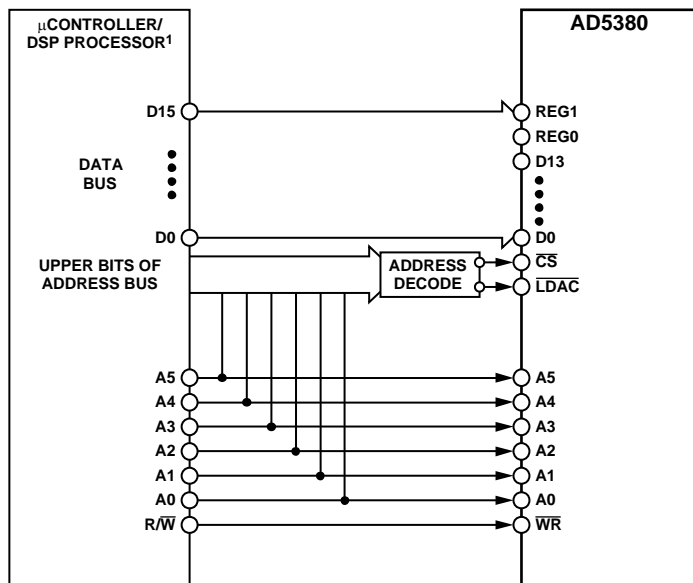 μCONTROLLER/
DSP PROCESSOR1
AD5380
D15
REG1
REG0
D13
DATA
BUS
D0
D0
UPPER BITS OF
ADDRESS BUS
ADDRESS
DECODE
CS
LDAC
A5
A5
A4
A4
A3
A3
A2
A2
A1
A1
A0
A0
R/W
WR